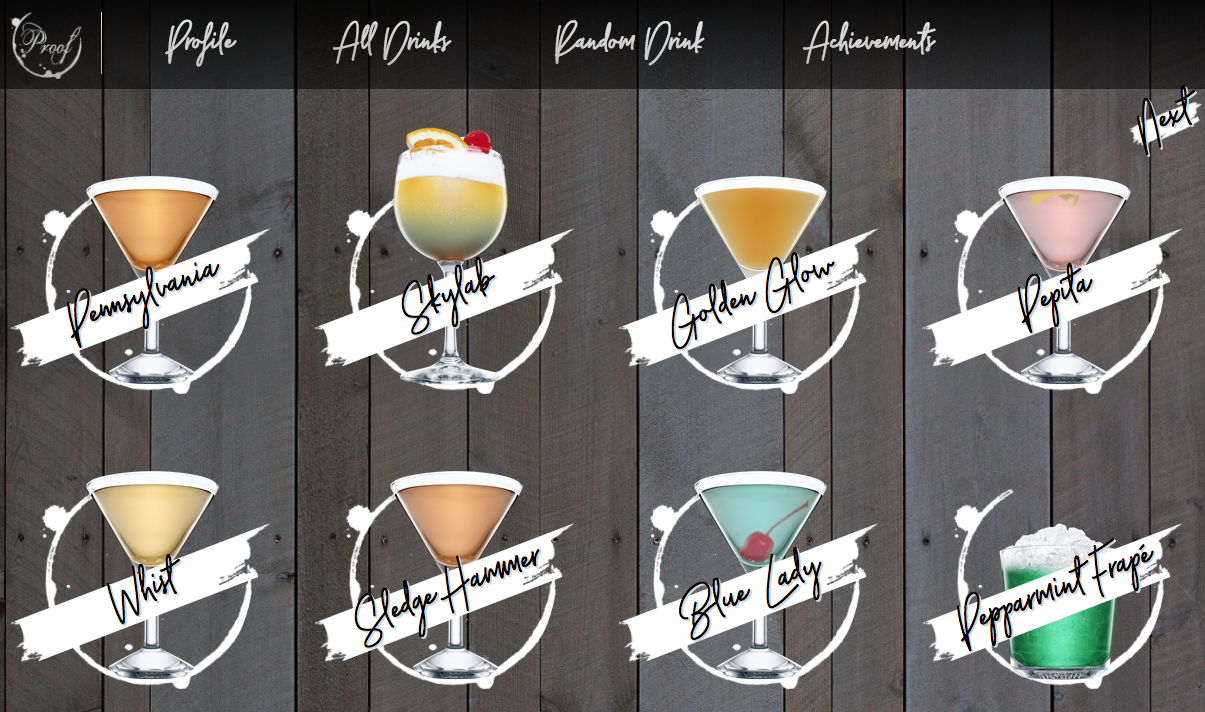 Proof
Profile
All Drinks
Random Drink
Achievements
Next
Pennsylvania
Skylab
Golden Glow
Pepita
Whist
Sledge Hammer
Blue Lady
Pepparmint Frapé